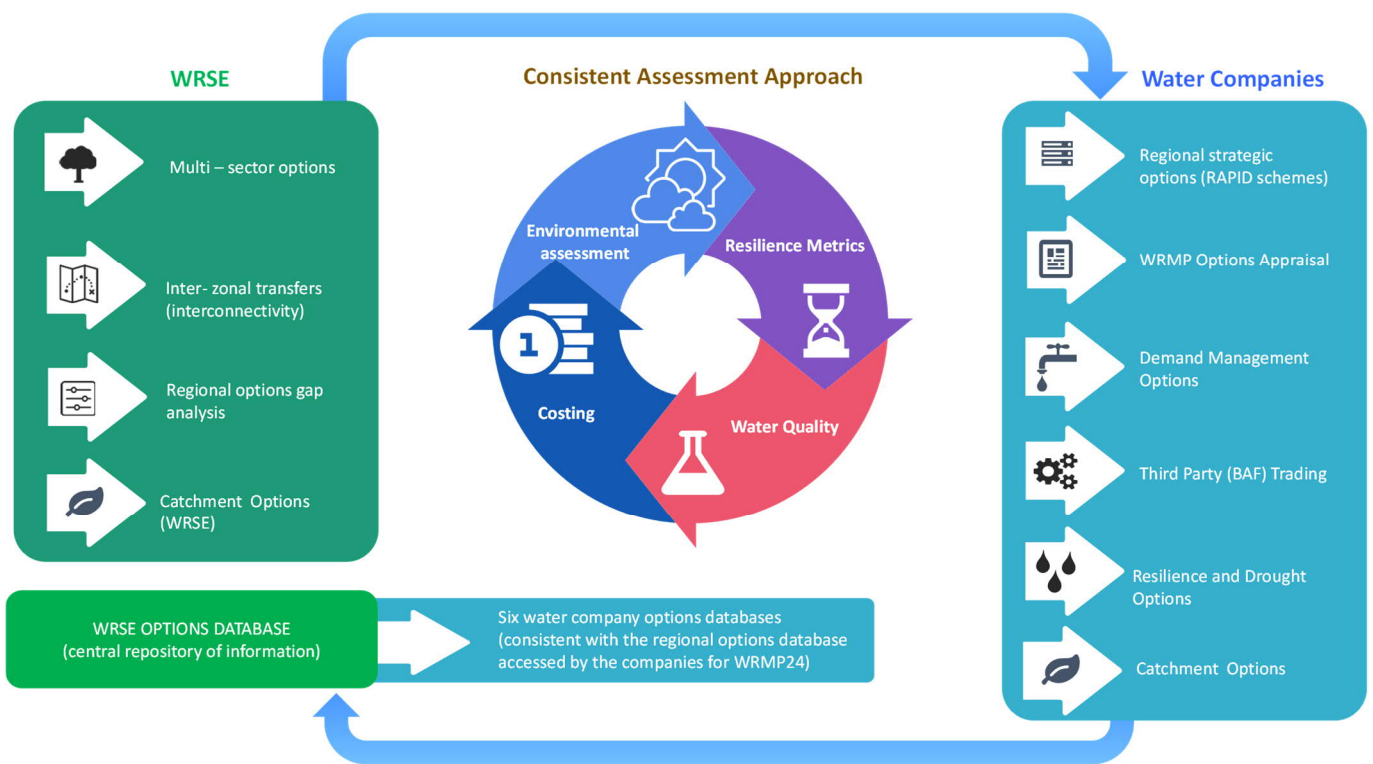 WRSE
Multi – sector options
Inter- zonal transfers
(interconnectivity)
Regional options gap
analysis
Catchment  Options
(WRSE)
Consistent Assessment Approach
Environmental
assessment
Resilience Metrics
1
Costing
Water Quality
Water Companies
Regional strategic
options (RAPID schemes)
WRMP Options Appraisal
Demand Management
Options
Third Party (BAF) Trading
Resilience and Drought
Options
Catchment  Options
WRSE OPTIONS DATABASE
(central repository of information)
Six water company options databases
(consistent with the regional options database
accessed by the companies for WRMP24)